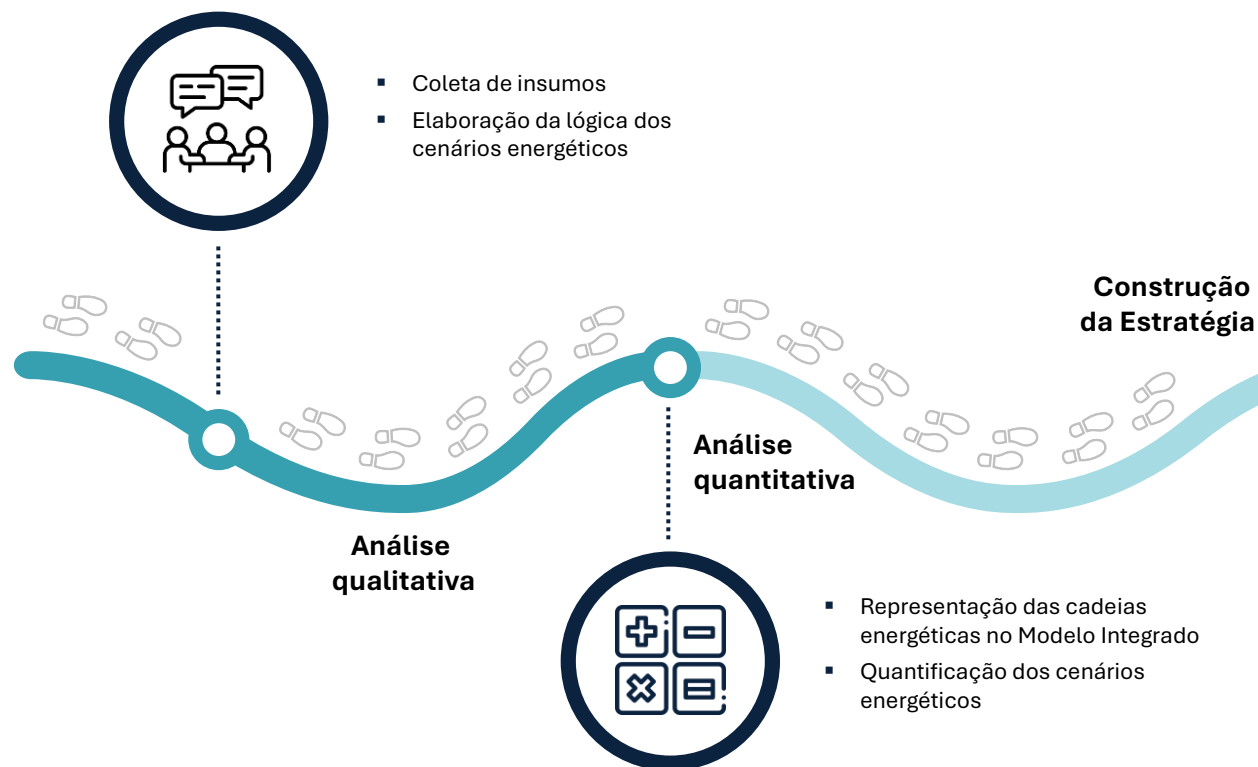 ▪ Coleta de insumos
▪ Elaboração da lógica dos
cenários energéticos
Construção
da Estratégia
Análise
quantitativa
Análise
qualitativa
▪ Representação das cadeias
energéticas no Modelo Integrado
▪ Quantificação dos cenários
energéticos